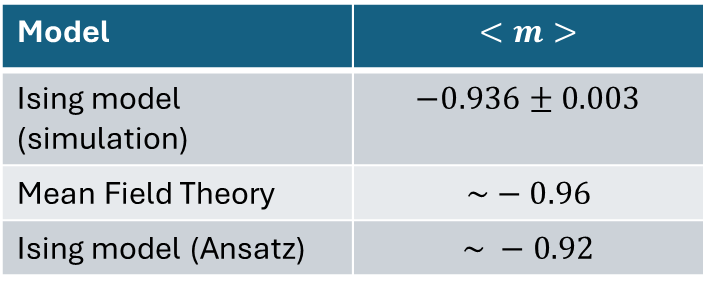 Model < m >
Ising model −0.936 ± 0.003
(simulation)
Mean Field Theory ~ − 0.96
Ising model (Ansatz) ~ − 0.92